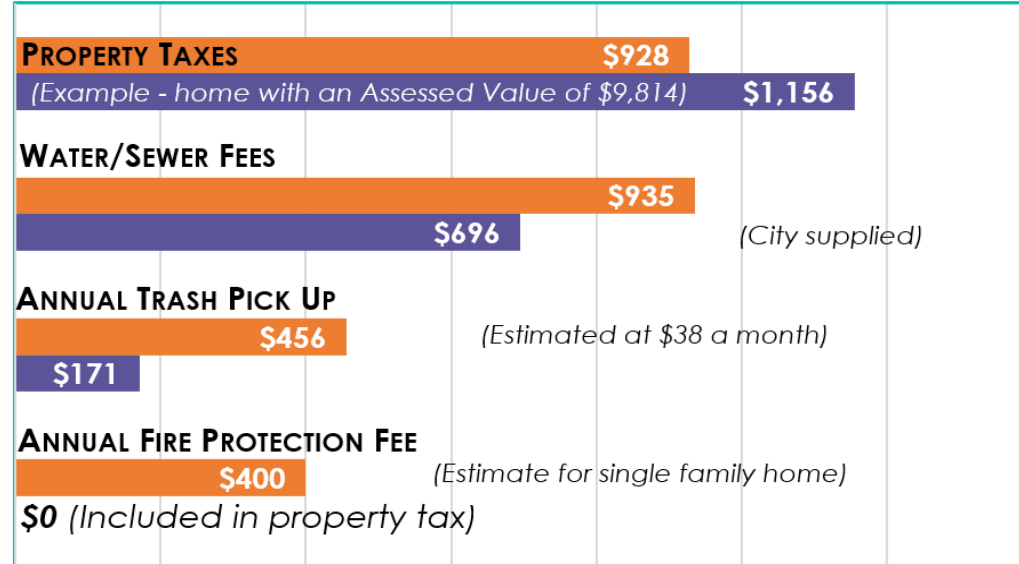 PROPERTY TAXES $928
(Example - home with an Assessed Value of $9,814) $1,156
WATER/SEWER FEES
$935
$696 (City supplied)
ANNUAL TRASH PICK UP
$456 (Estimated at $38 a month)
$171
ANNUAL FIRE PROTECTION FEE
$400 (Estimate for single family home)
$0 (Included in property tax)